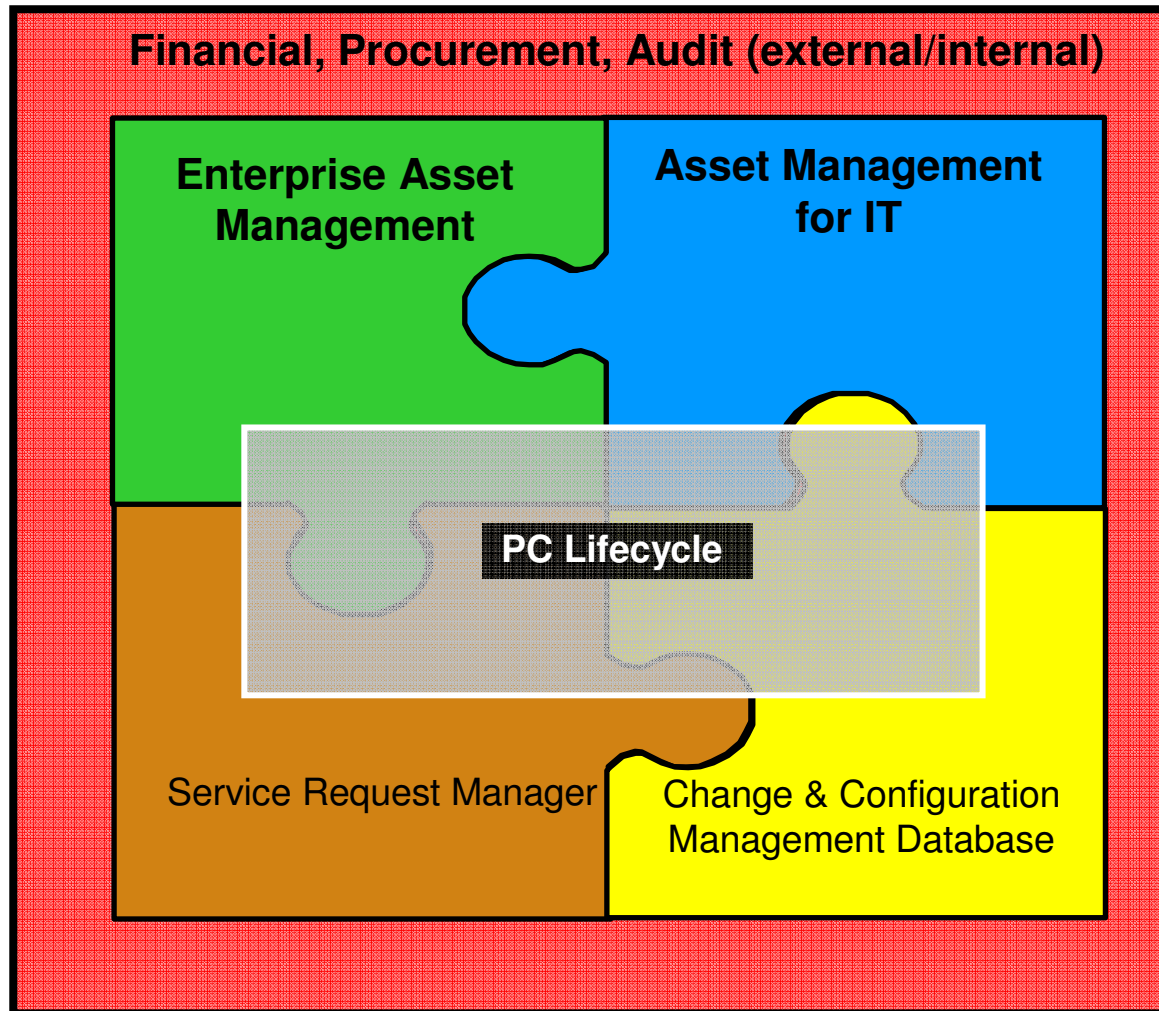 Financial, Procurement, Audit (external/internal)
Enterprise Asset
Management
Asset Management
for IT
PC Lifecycle
Service Request Manager
Change & Configuration
Management Database